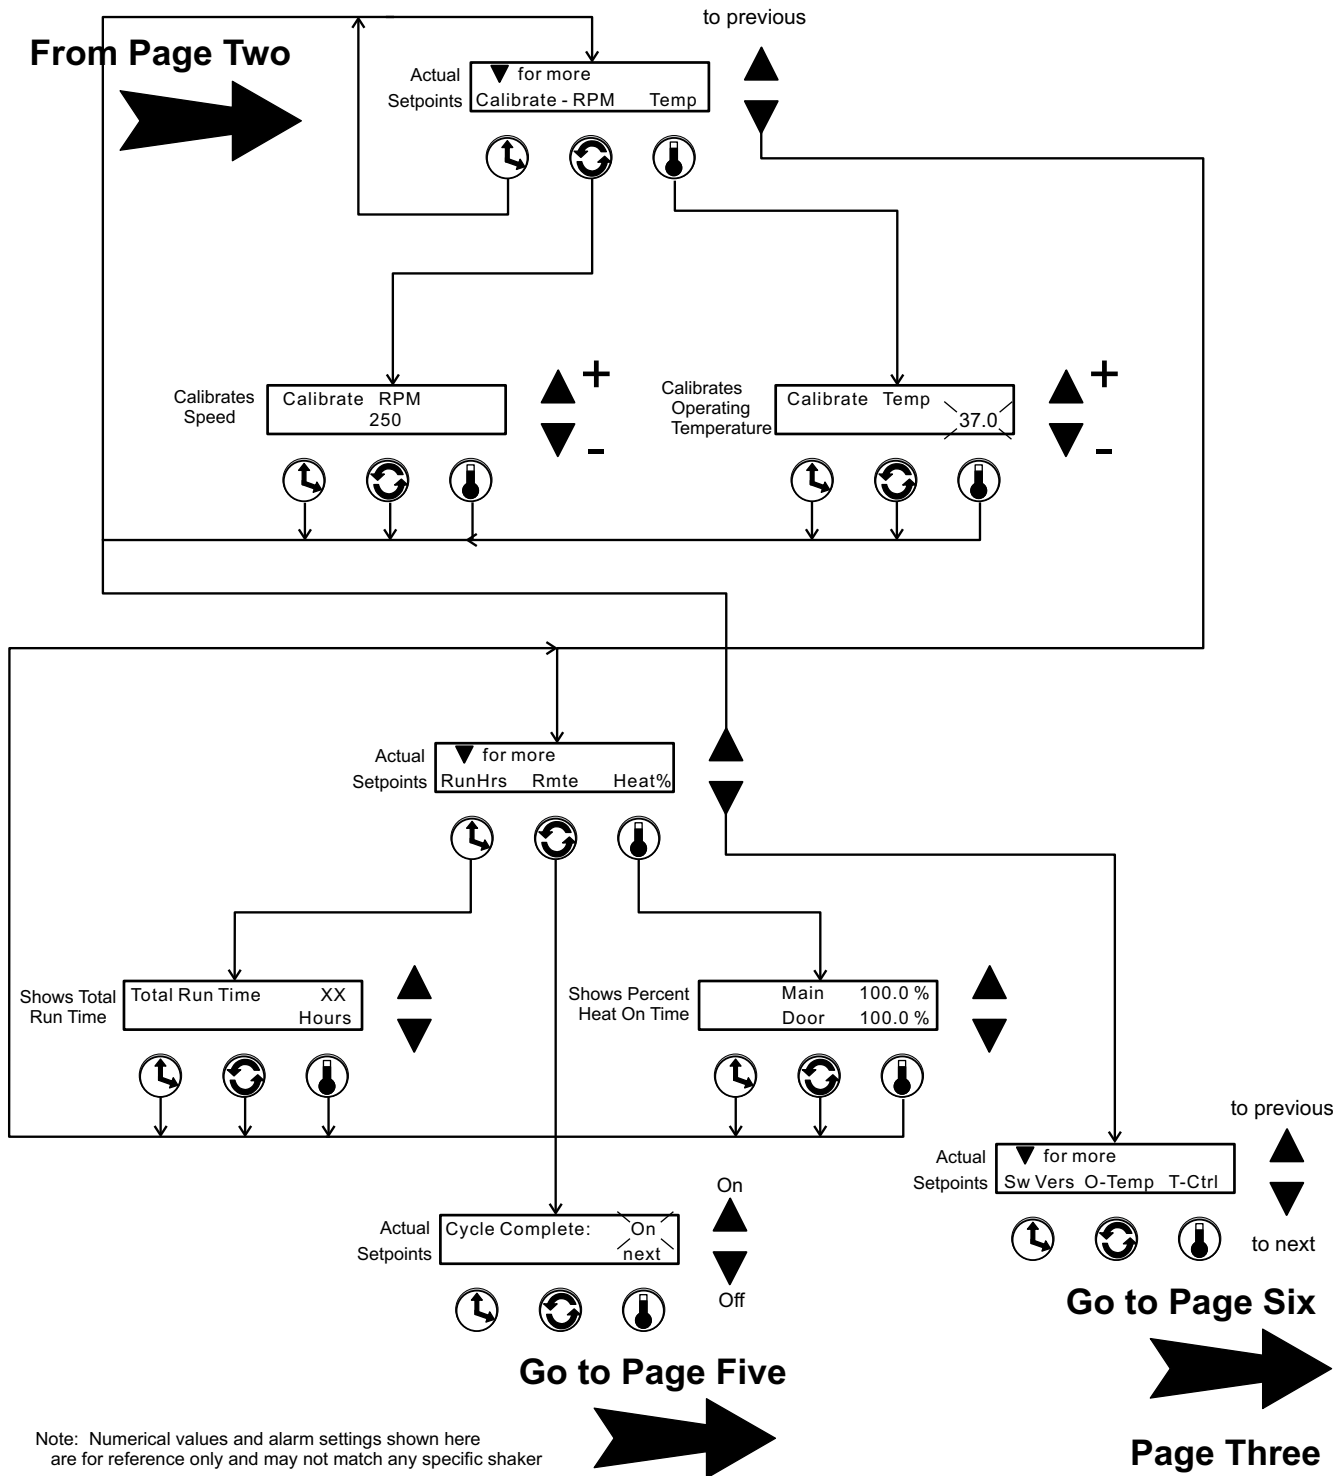 to previous
From Page Two
Actual
Setpoints
▼ for more
Calibrate - RPM Temp
Calibrates
Speed
Calibrate RPM
250
+
-
Calibrates
Operating
Temperature
Calibrate Temp
37.0
+
-
Actual
Setpoints
▼ for more
RunHrs Rmte Heat%
Shows Total
Run Time
Total Run Time XX
Hours
Shows Percent
Heat On Time
Main 100.0 %
Door 100.0 %
to previous
Actual
Setpoints
▼ for more
Sw Vers O-Temp T-Ctrl
to next
On
Actual
Setpoints
Cycle Complete: On
next
Off
Go to Page Six
Go to Page Five
Note: Numerical values and alarm settings shown here
are for reference only and may not match any specific shaker
Page Three